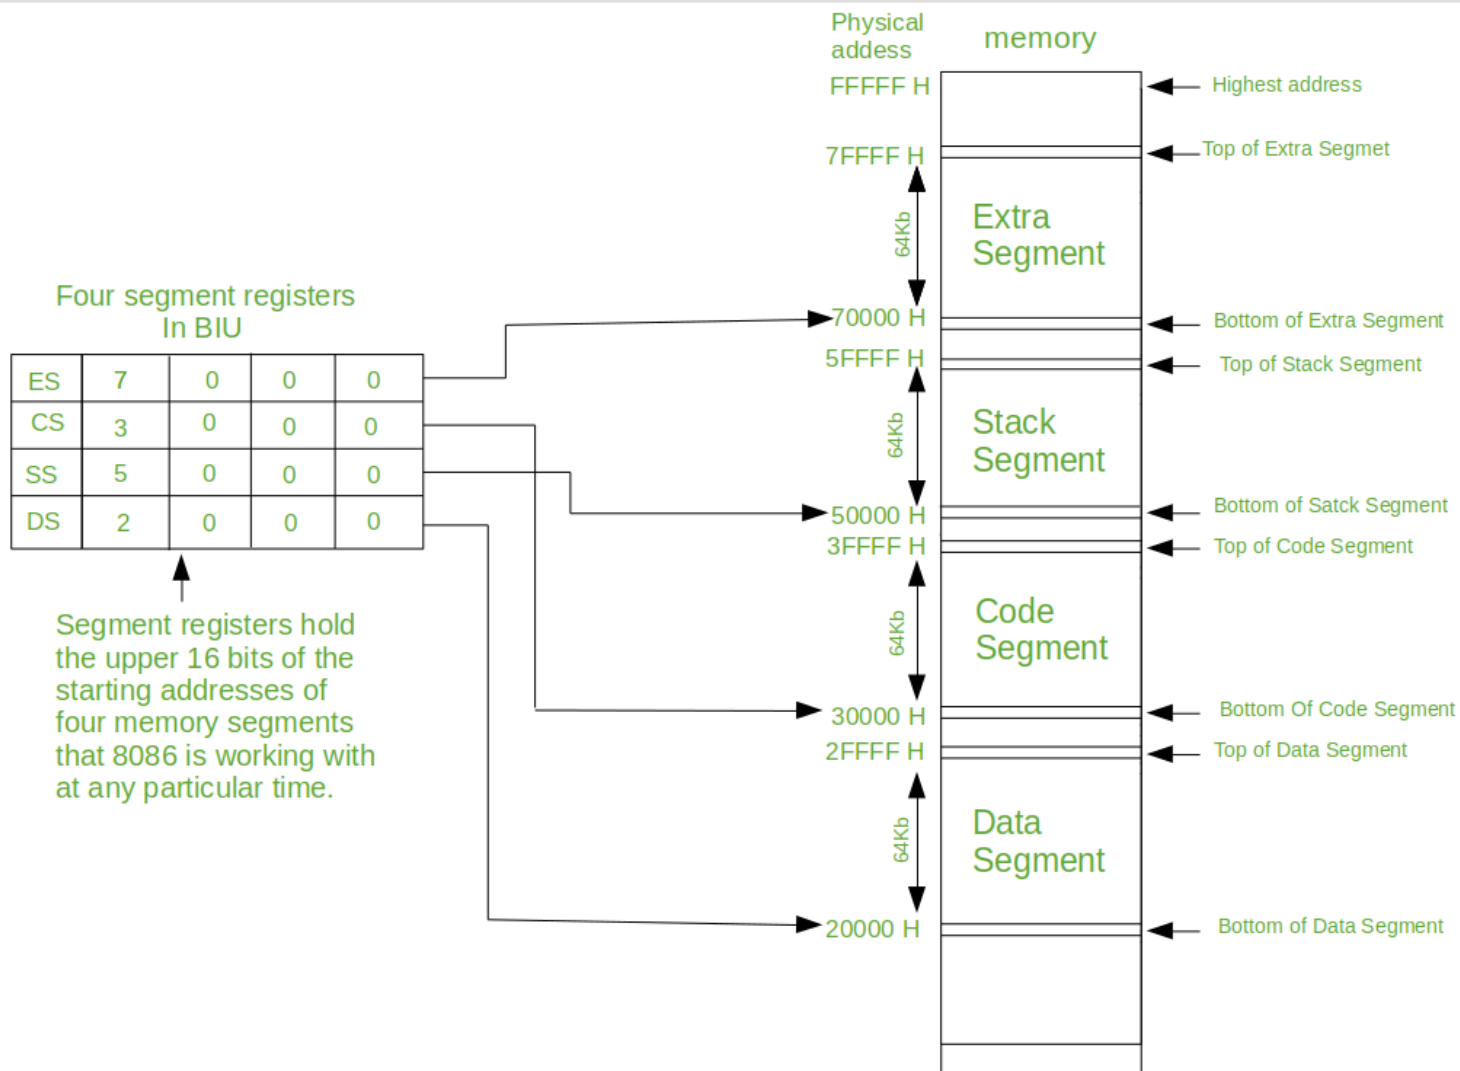 Physical
addess
memory
FFFFF H
Highest address
7FFFF H
Top of Extra Segmet
64Kb
Extra
Segment
Four segment registers
In BIU
70000 H
Bottom of Extra Segment
5FFFF H
Top of Stack Segment
ES 7 0 0 0
CS 3 0 0 0
SS 5 0 0 0
DS 2 0 0 0
64Kb
Stack
Segment
50000 H
Bottom of Satck Segment
3FFFF H
Top of Code Segment
Segment registers hold
the upper 16 bits of the
starting addresses of
four memory segments
that 8086 is working with
at any particular time.
64Kb
Code
Segment
30000 H
Bottom Of Code Segment
2FFFF H
Top of Data Segment
64Kb
Data
Segment
20000 H
Bottom of Data Segment